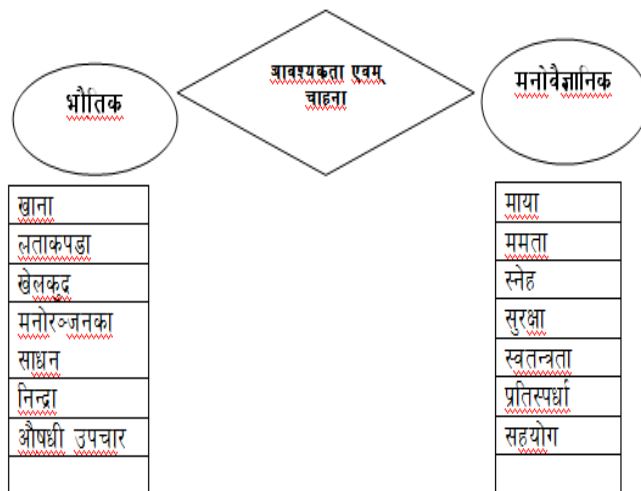 भौतिक
आवश्यकता एवम्
चाहना
मनोवैज्ञानिक
खाना
लताकपडा
खेलकूद
मनोरञ्जनका
साधन
निन्द्रा
औषधी उपचार
माया
ममता
स्नेह
सुरक्षा
स्वतन्त्रता
प्रतिस्पर्धा
सहयोग